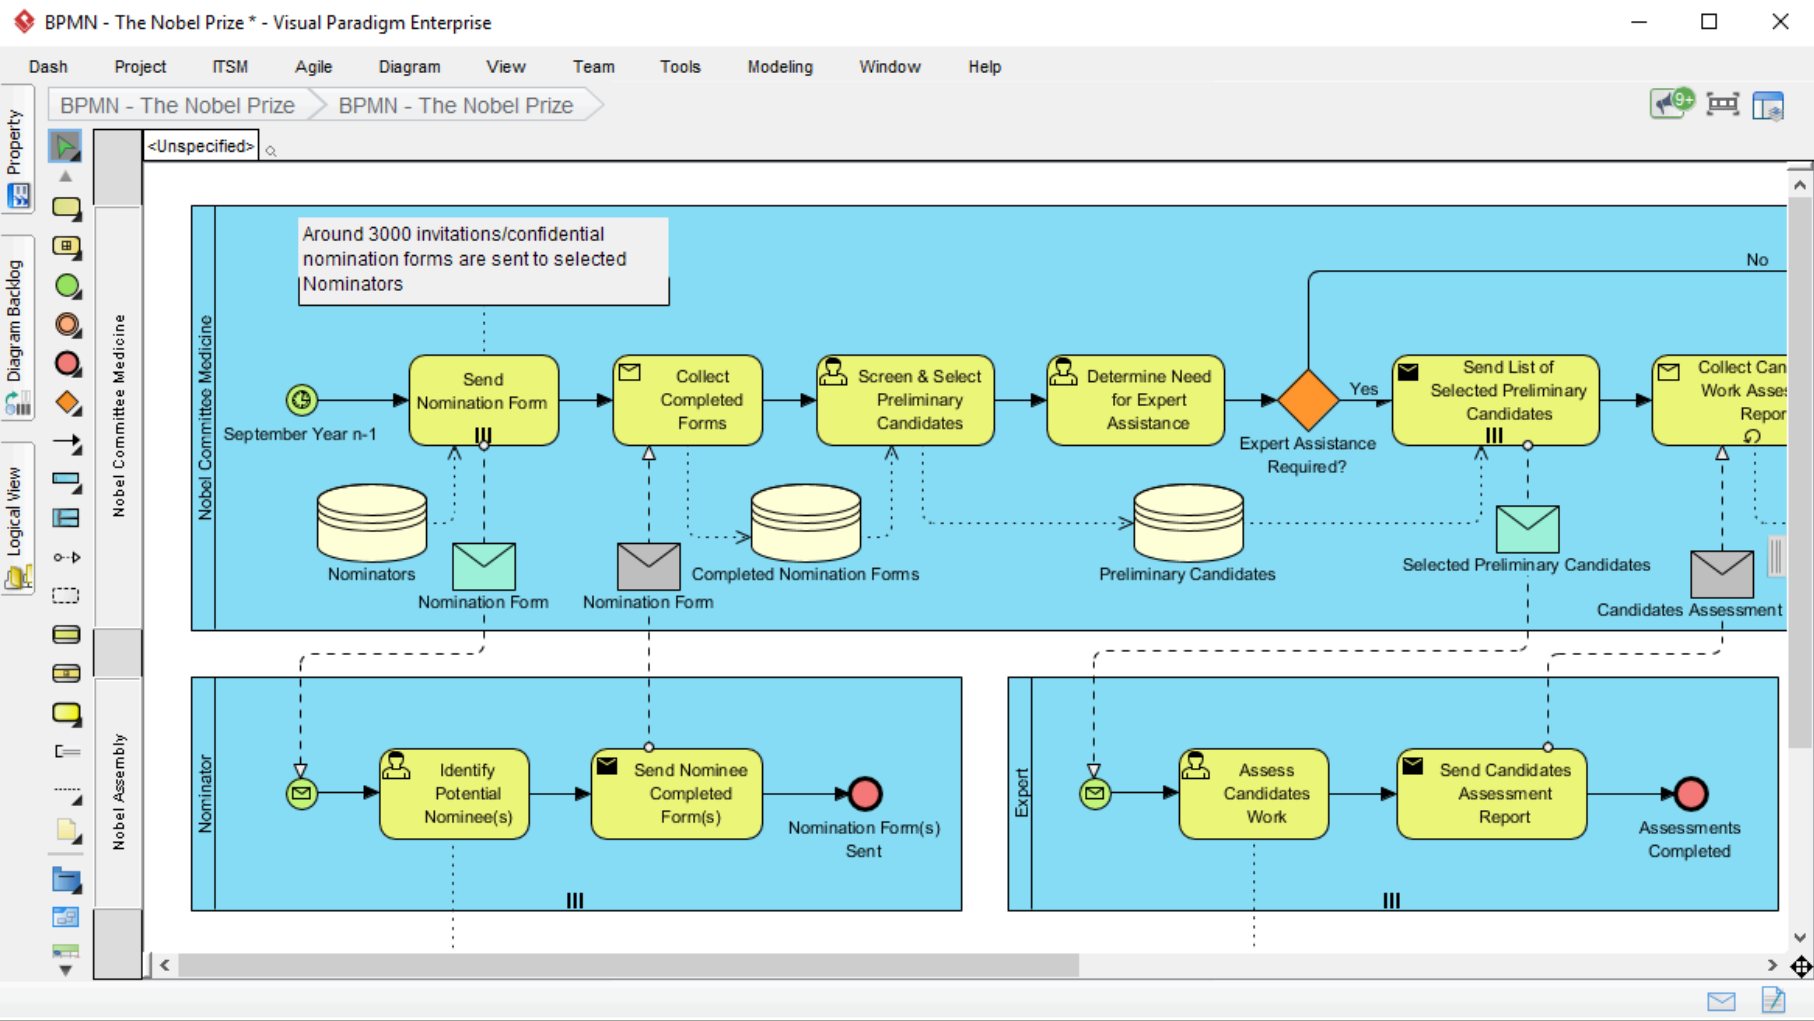 BPMN - The Nobel Prize * - Visual Paradigm Enterprise
Dash Project ITSM Agile Diagram View Team Tools Modeling Window Help
BPMN - The Nobel Prize BPMN - The Nobel Prize
9+
Property
Diagram Backlog
Logical View
<Unspecified>
Nobel Committee Medicine
Nobel Assembly
Nobel Committee Medicine
Around 3000 invitations/confidential
nomination forms are sent to selected
Nominators
No
September Year n-1
Send
Nomination Form
Collect
Completed
Forms
Screen & Select
Preliminary
Candidates
Determine Need
for Expert
Assistance
Expert Assistance
Required?
Yes
Send List of
Selected Preliminary
Candidates
Collect Can
Work Asse
Repor
Nominators
Nomination Form
Nomination Form
Completed Nomination Forms
Preliminary Candidates
Selected Preliminary Candidates
Candidates Assessment
Nominator
Identify
Potential
Nominee(s)
Send Nominee
Completed
Form(s)
Nomination Form(s)
Sent
Expert
Assess
Candidates
Work
Send Candidates
Assessment
Report
Assessments
Completed